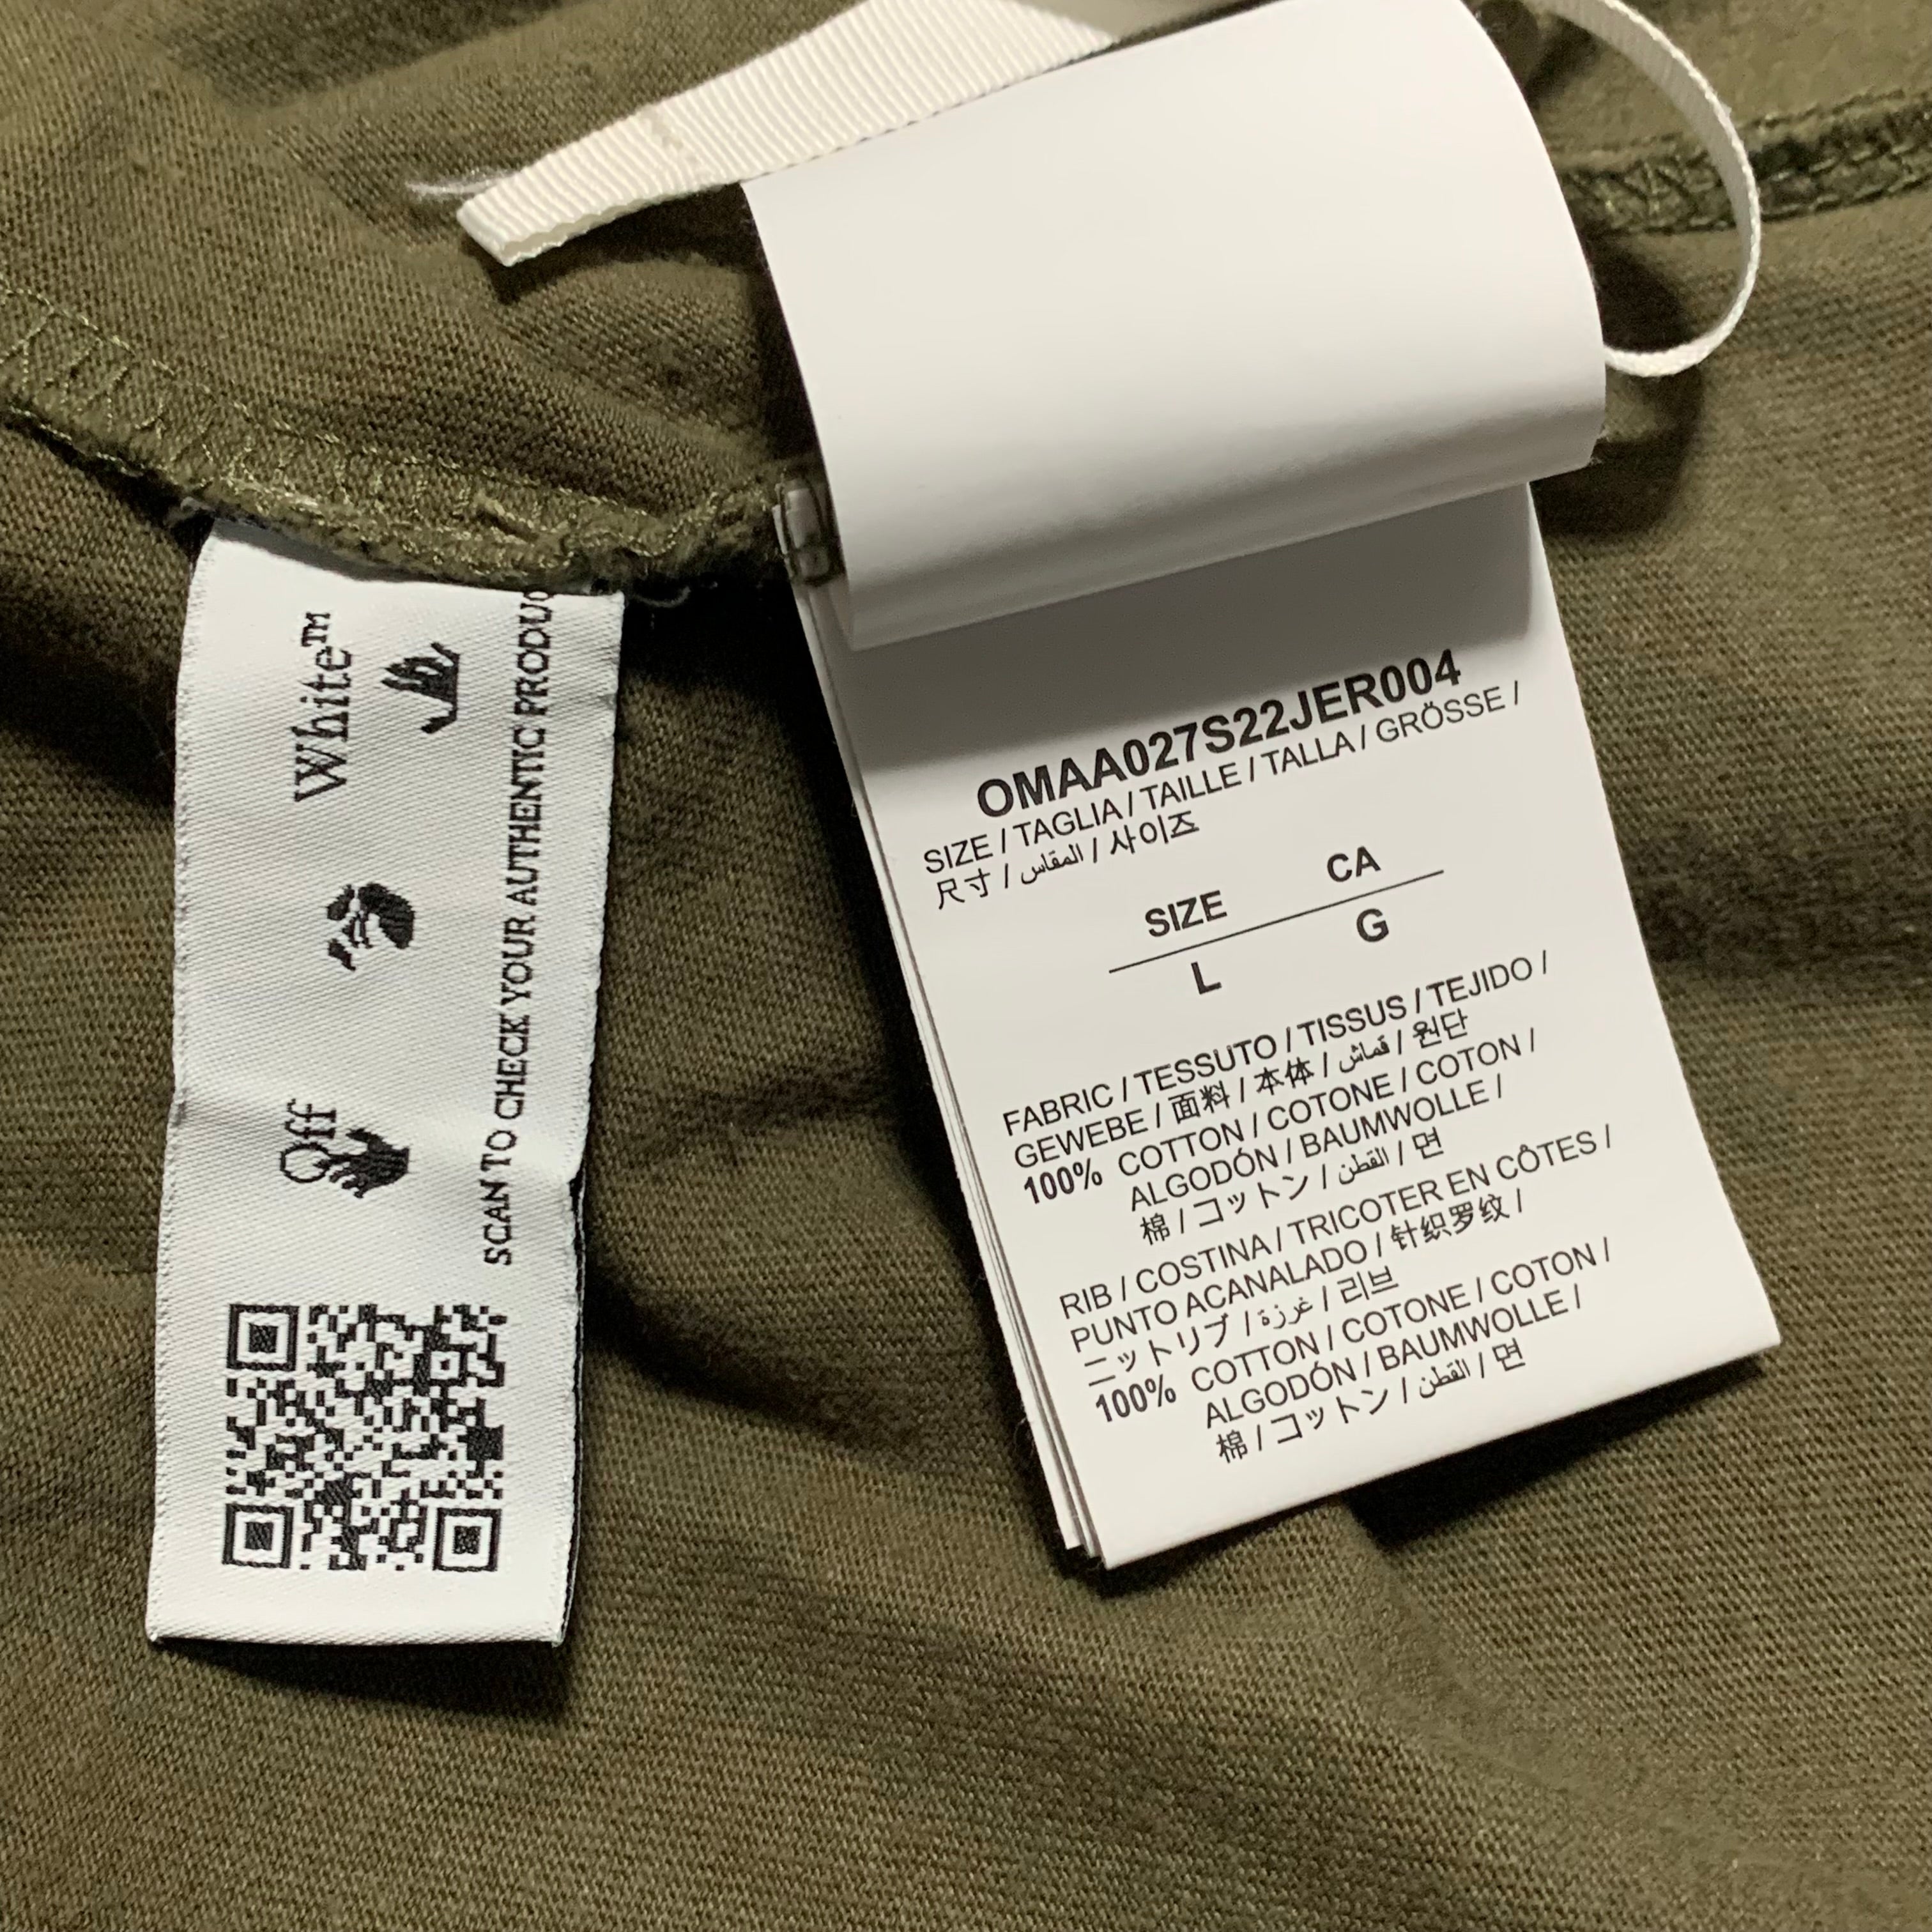 Off White™
SCAN TO CHECK YOUR AUTHENTIC PRODUC
OMAA027S22JER004
SIZE / TAGLIA / TAILLE / TALLA / GRÖSSE /
尺寸 / المقاس / 사이즈
SIZE CA
L G
FABRIC / TESSUTO / TISSUS / TEJIDO /
GEWEBE / 面料 / 本体 / قماش / 원단
100% COTTON / COTONE / COTON /
ALGODÓN / BAUMWOLLE /
棉 / コットン / القطن / 면
RIB / COSTINA / TRICOTER EN CÔTES /
PUNTO ACANALADO / 针织罗纹 /
ニットリブ / غرزة / 리브
100% COTTON / COTONE / COTON /
ALGODÓN / BAUMWOLLE /
棉 / コットン / القطن / 면